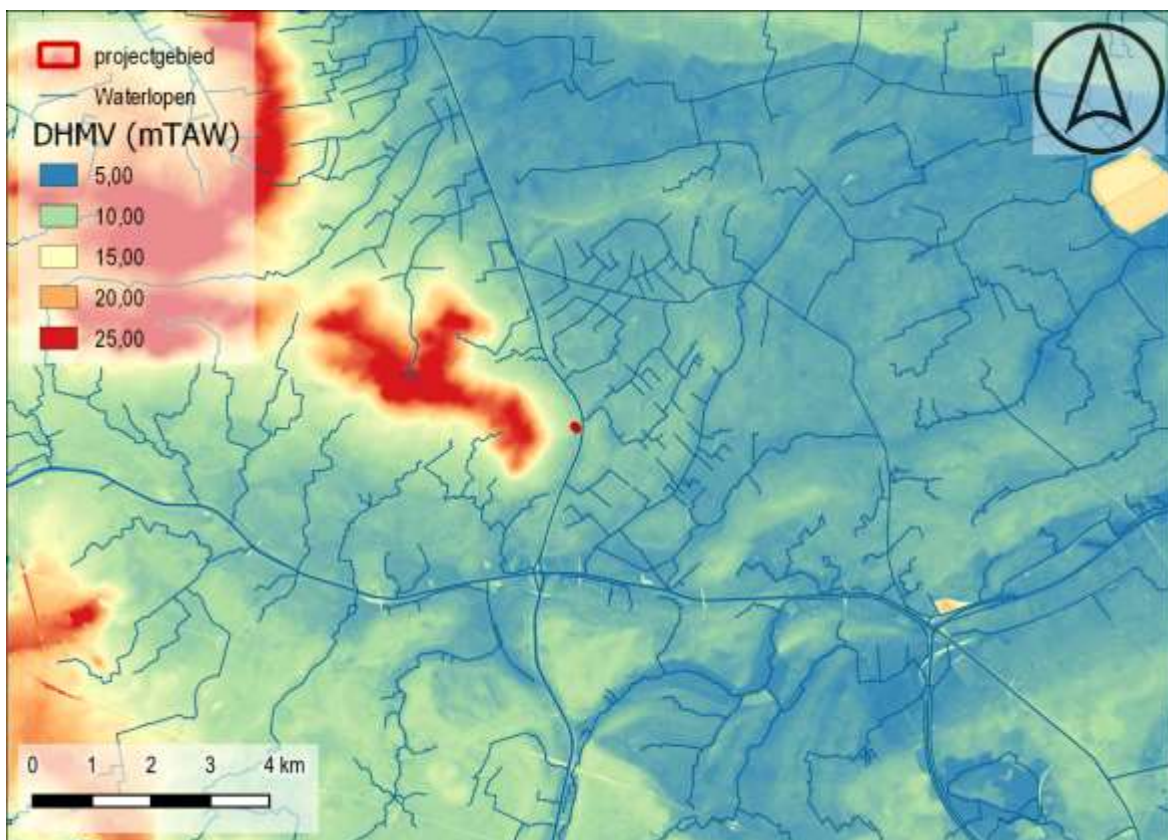 projectgebied
Waterlopen
DHMV (mTAW)
5,00
10,00
15,00
20,00
25,00
0 1 2 3 4 km